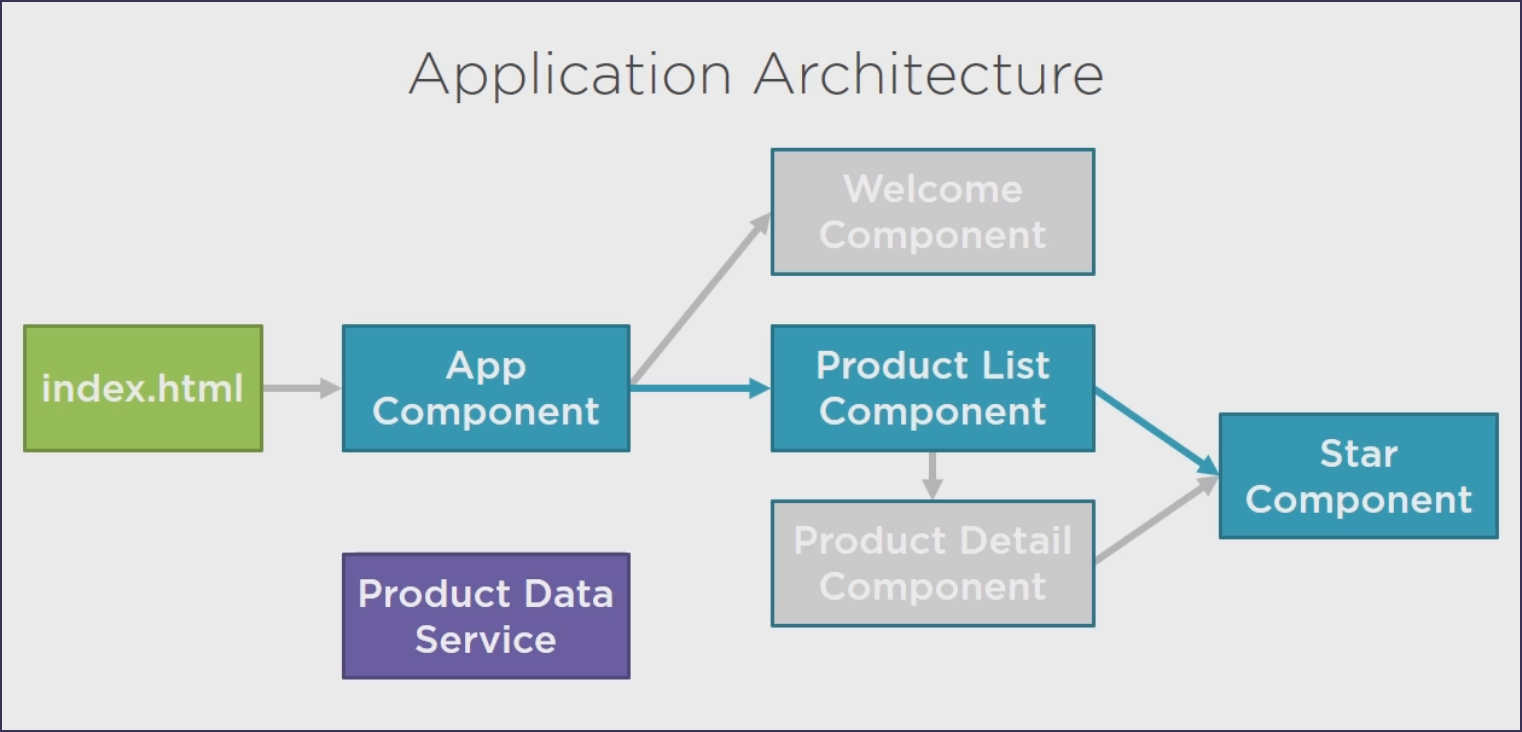 Application Architecture
Welcome
Component
index.html
App
Component
Product List
Component
Star
Component
Product Detail
Component
Product Data
Service